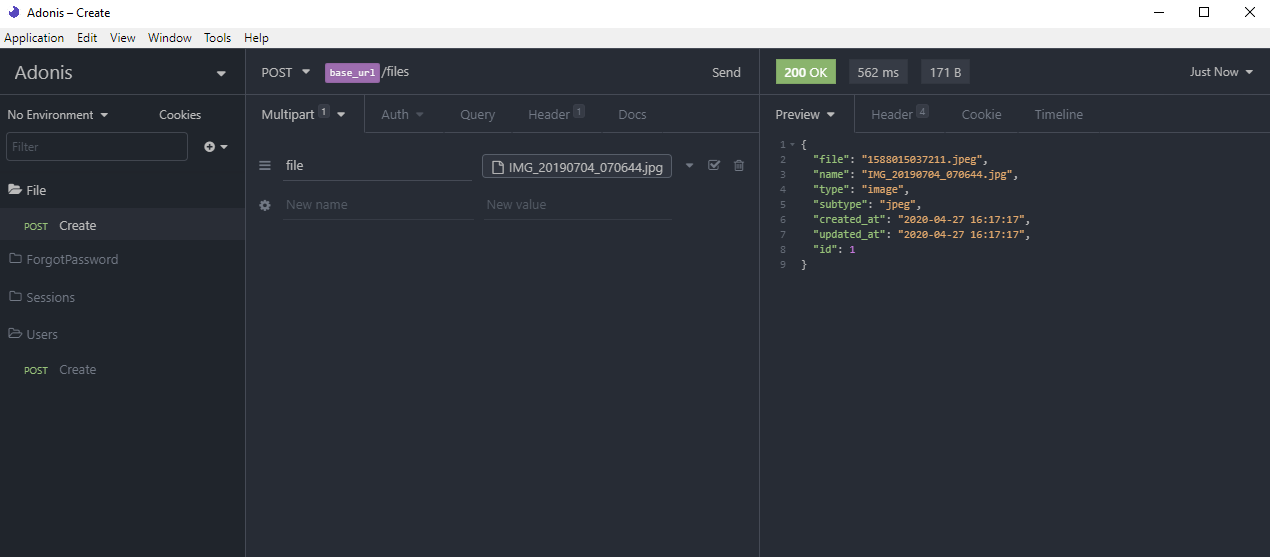 Adonis – Create
Application Edit View Window Tools Help
Adonis
No Environment Cookies
Filter
File
POST Create
ForgotPassword
Sessions
Users
POST Create
POST base_url/files Send
Multipart 1 Auth Query Header 1 Docs
file IMG_20190704_070644.jpg
New name New value
200 OK 562 ms 171 B Just Now
Preview Header 4 Cookie Timeline
1 {
2 "file": "1588015037211.jpeg",
3 "name": "IMG_20190704_070644.jpg",
4 "type": "image",
5 "subtype": "jpeg",
6 "created_at": "2020-04-27 16:17:17",
7 "updated_at": "2020-04-27 16:17:17",
8 "id": 1
9 }